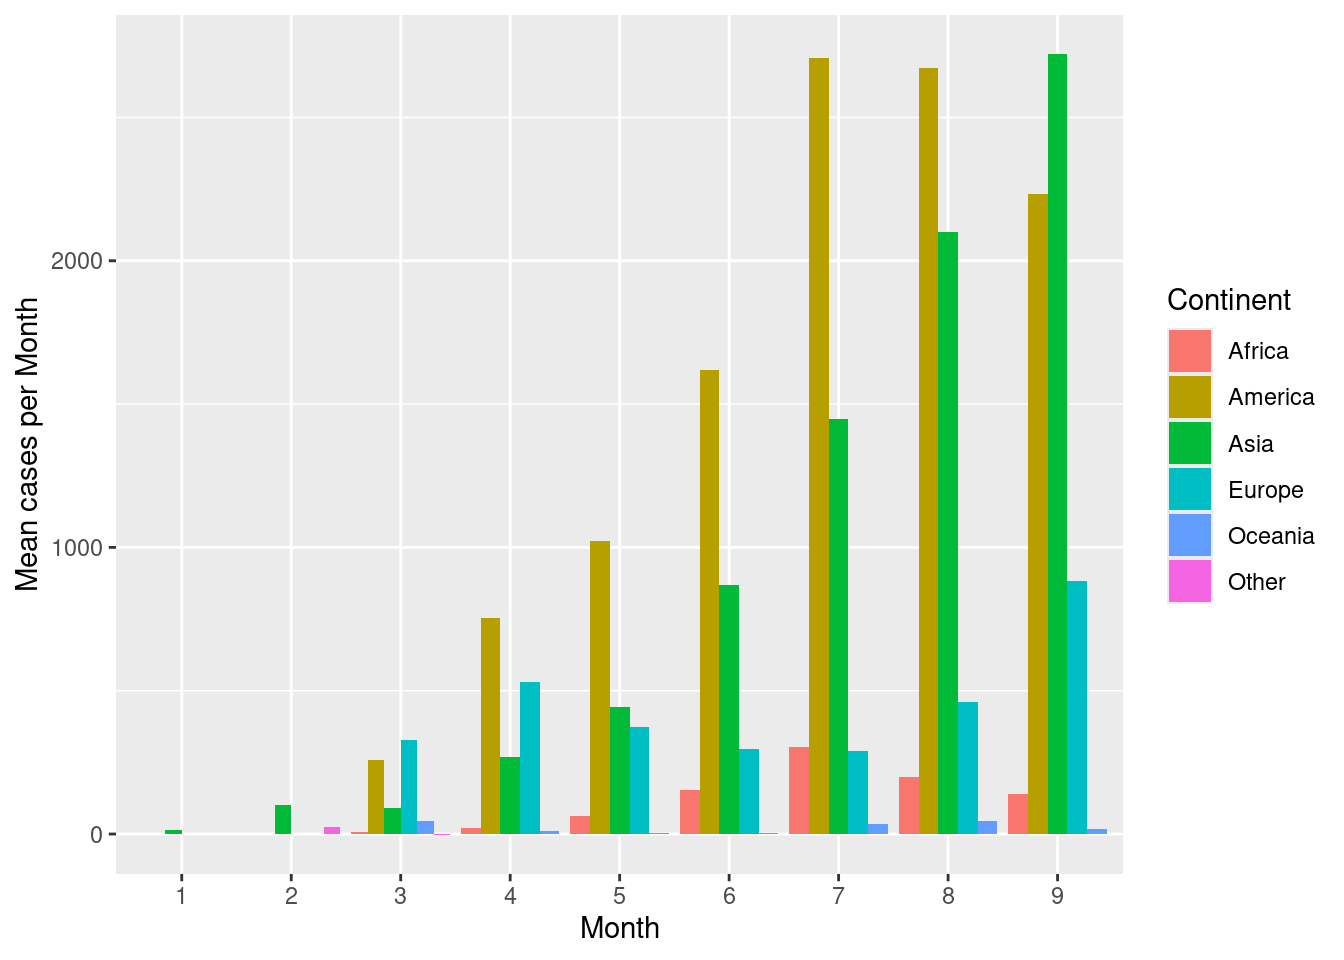 Mean cases per Month
2000
1000
0
1 2 3 4 5 6 7 8 9
Month
Continent
Africa
America
Asia
Europe
Oceania
Other